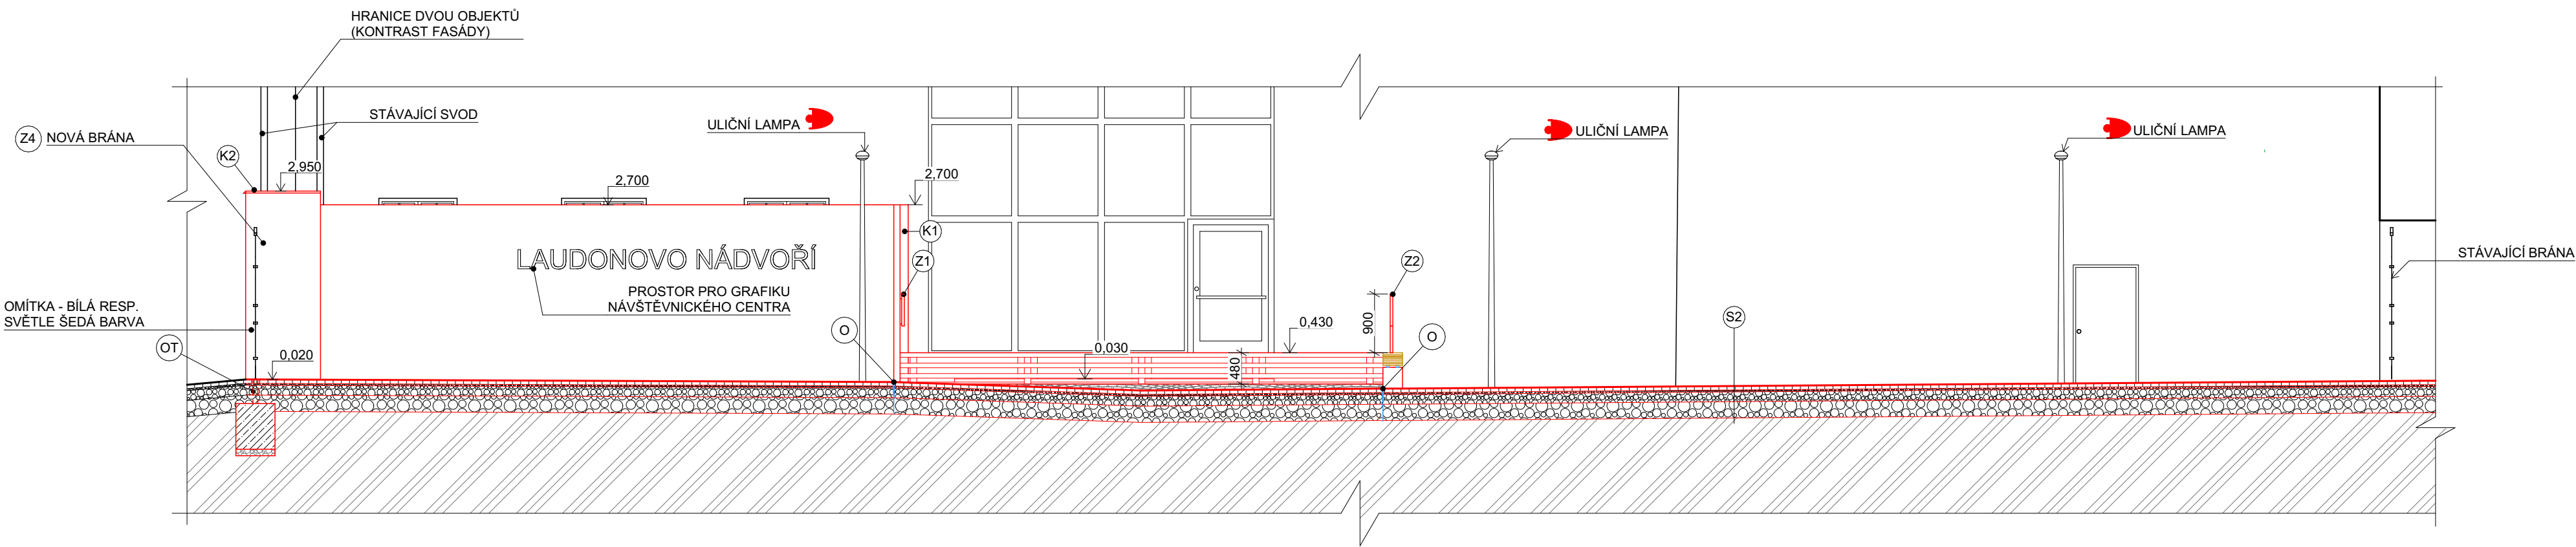 HRANICE DVOU OBJEKTŮ
(KONTRAST FASÁDY)
STÁVAJÍCÍ SVOD
ULIČNÍ LAMPA
ULIČNÍ LAMPA
ULIČNÍ LAMPA
Z4 NOVÁ BRÁNA
K2
2,950
2,700
2,700
K1
LAUDONOVO NÁDVOŘÍ
Z1
Z2
STÁVAJÍCÍ BRÁNA
PROSTOR PRO GRAFIKU
NÁVŠTĚVNICKÉHO CENTRA
OMÍTKA - BÍLÁ RESP.
SVĚTLE ŠEDÁ BARVA
900
S2
O
0,430
O
OT
0,020
0,030
480